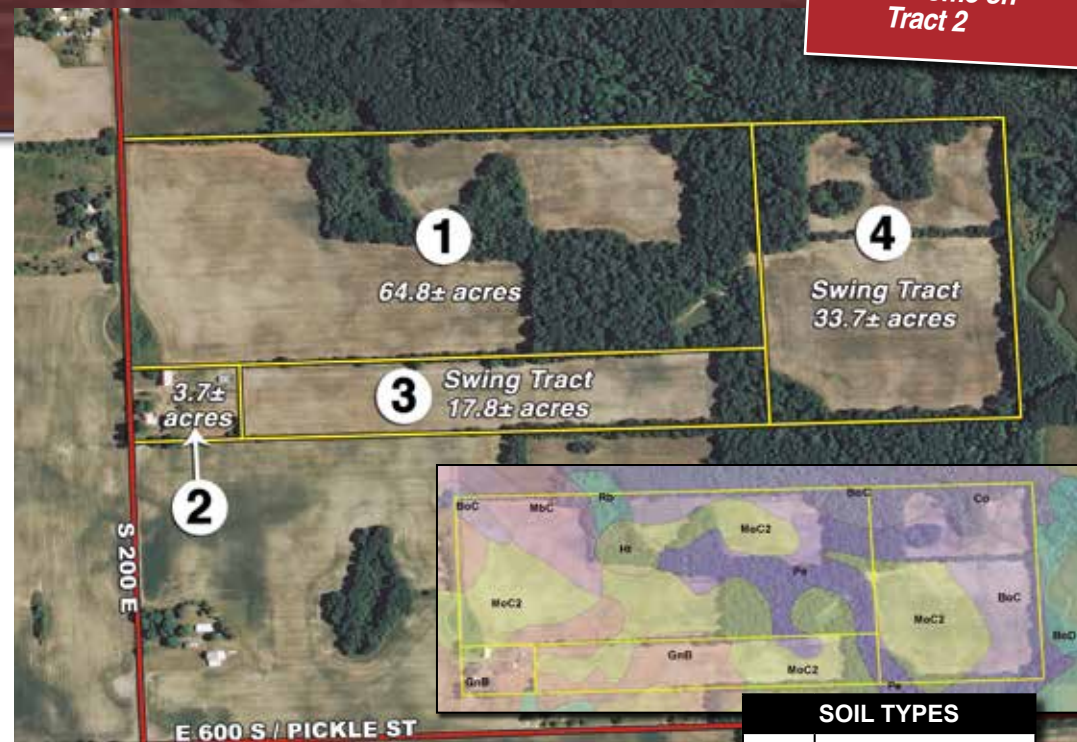 Tract 2
1
64.8± acres
4
Swing Tract
33.7± acres
3.7±
acres
3
Swing Tract
17.8± acres
2
S 200 E
E 600 S / PICKLE ST
BoC
MbC
Rb
BoC
Co
MoC2
Ht
Pe
MoC2
MoC2
BoC
BoD
GnB
GnB
MoC2
Pe
SOIL TYPES